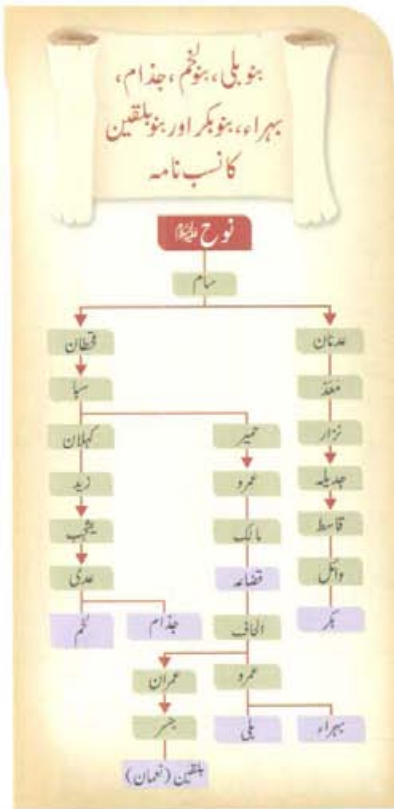 بنو بلی، بنو لخم، جذام،
بہراء، بنو بکر اور بنو بلقین
کا نسب نامہ
نوح علیہ السلام
سام
عدنان
قحطان
معَدّ
سبا
نزار
حمیر
کہلان
جدیلہ
عمرو
زید
قاسط
مالک
یشجب
وائل
قضاعہ
عدی
بکر
الحاف
جذام
لخم
عمرو
عمران
بہراء
بلی
جسر
بلقین (نعمان)